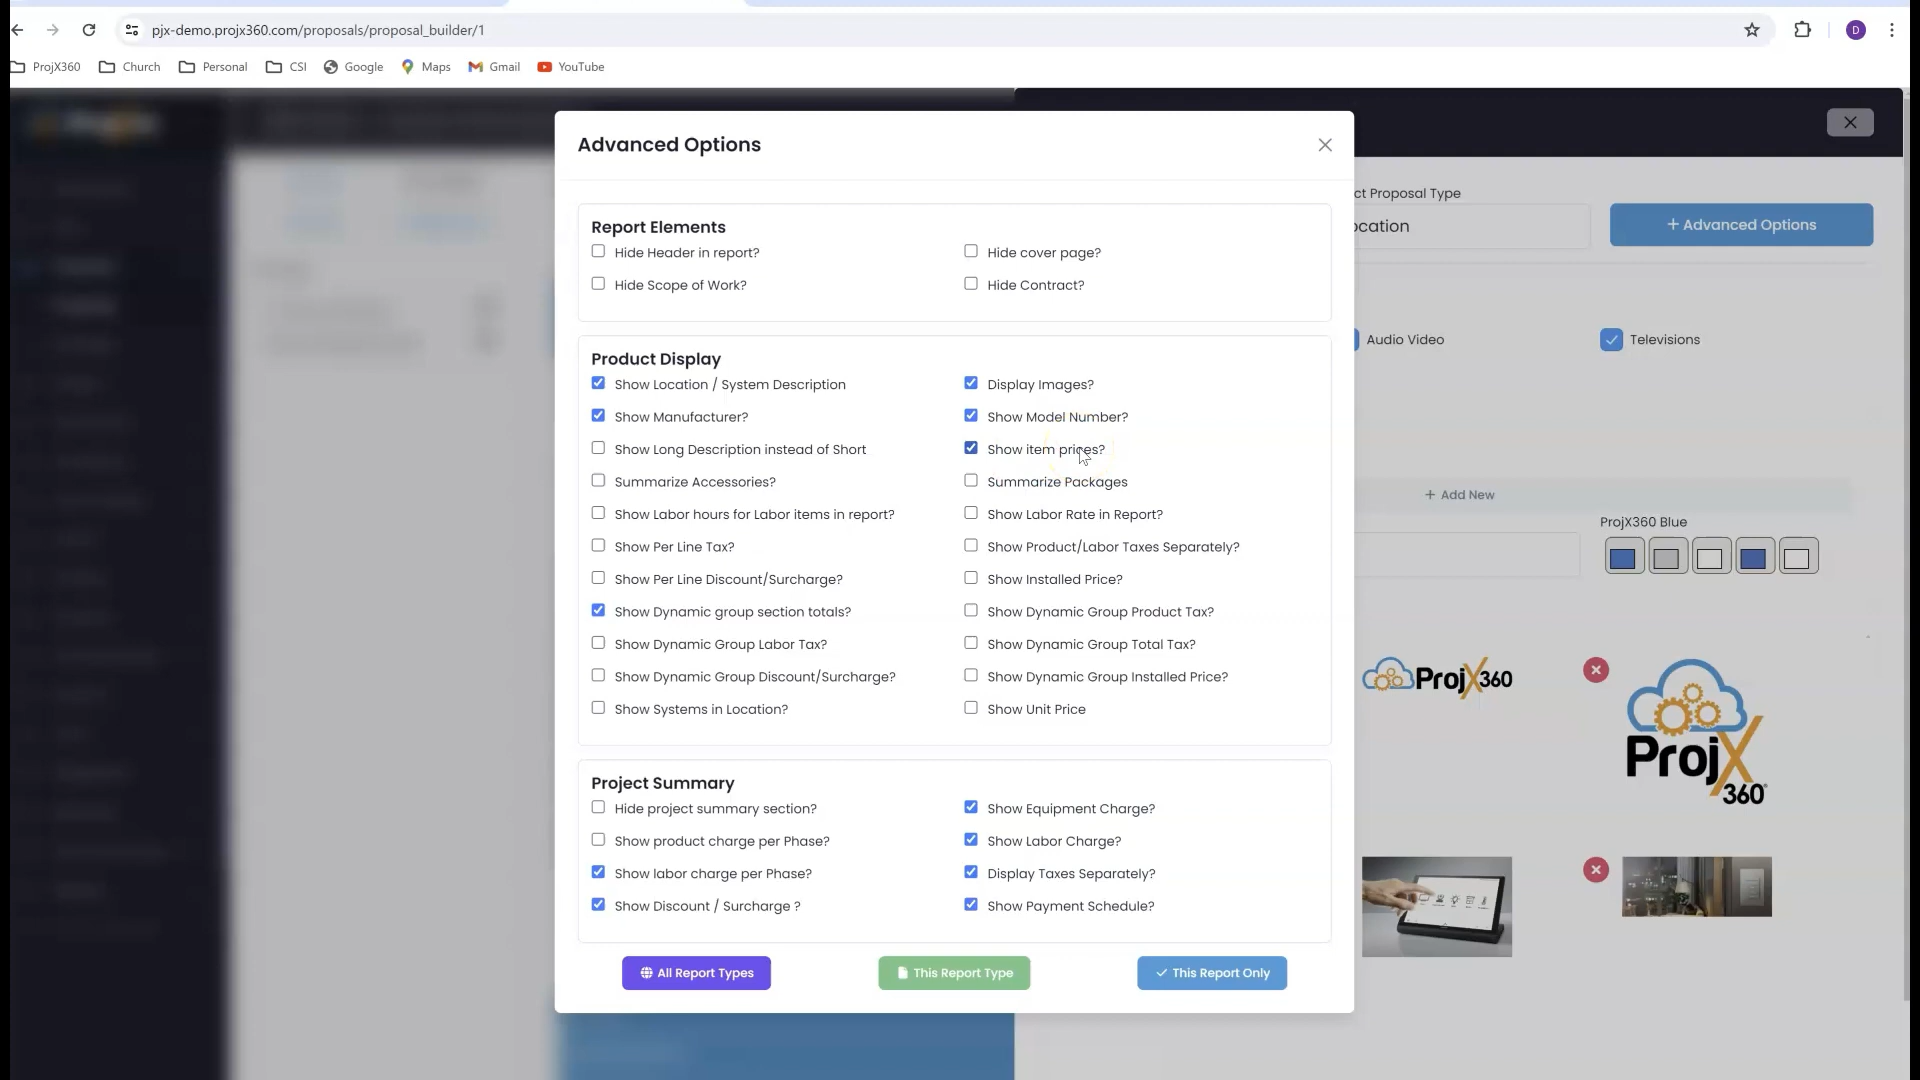 pjx-demo.projx360.com/proposals/proposal_builder/1
D
ProjX360 Church Personal CSI Google Maps Gmail YouTube
Advanced Options
ct Proposal Type
ocation
+ Advanced Options
Report Elements
Hide Header in report? Hide cover page?
Hide Scope of Work? Hide Contract?
Audio Video Televisions
Product Display
Show Location / System Description Display Images?
Show Manufacturer? Show Model Number?
Show Long Description instead of Short Show item prices?
Summarize Accessories? Summarize Packages
+ Add New
Show Labor hours for Labor items in report? Show Labor Rate in Report?
ProjX360 Blue
Show Per Line Tax? Show Product/Labor Taxes Separately?
Show Per Line Discount/Surcharge? Show Installed Price?
Show Dynamic group section totals? Show Dynamic Group Product Tax?
Show Dynamic Group Labor Tax? Show Dynamic Group Total Tax?
Show Dynamic Group Discount/Surcharge? Show Dynamic Group Installed Price?
Show Systems in Location? Show Unit Price
ProjX360
ProjX
360
Project Summary
Hide project summary section? Show Equipment Charge?
Show product charge per Phase? Show Labor Charge?
Show labor charge per Phase? Display Taxes Separately?
Show Discount / Surcharge ? Show Payment Schedule?
All Report Types This Report Type This Report Only